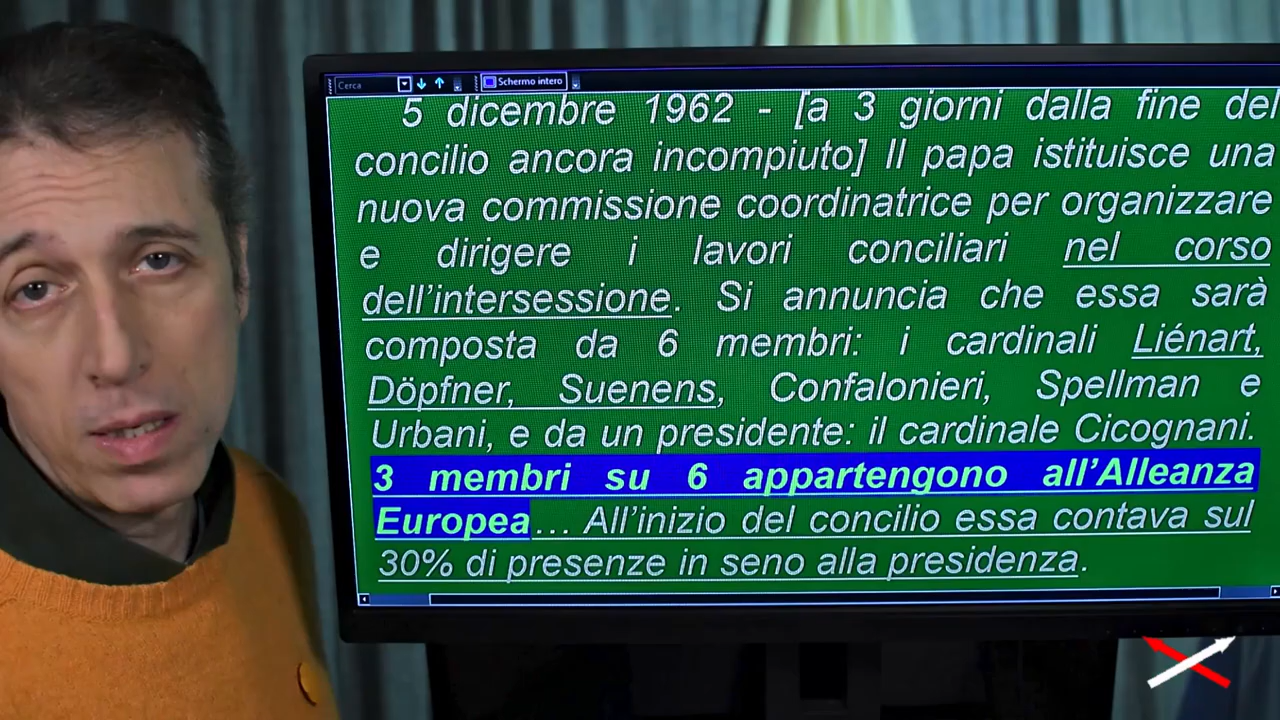 Cerca
Schermo intero
5 dicembre 1962 - [a 3 giorni dalla fine del
concilio ancora incompiuto] Il papa istituisce una
nuova commissione coordinatrice per organizzare
e dirigere i lavori conciliari nel corso
dell'intersessione. Si annuncia che essa sarà
composta da 6 membri: i cardinali Liénart,
Döpfner, Suenens, Confalonieri, Spellman e
Urbani, e da un presidente: il cardinale Cicognani.
3 membri su 6 appartengono all'Alleanza
Europea… All'inizio del concilio essa contava sul
30% di presenze in seno alla presidenza.